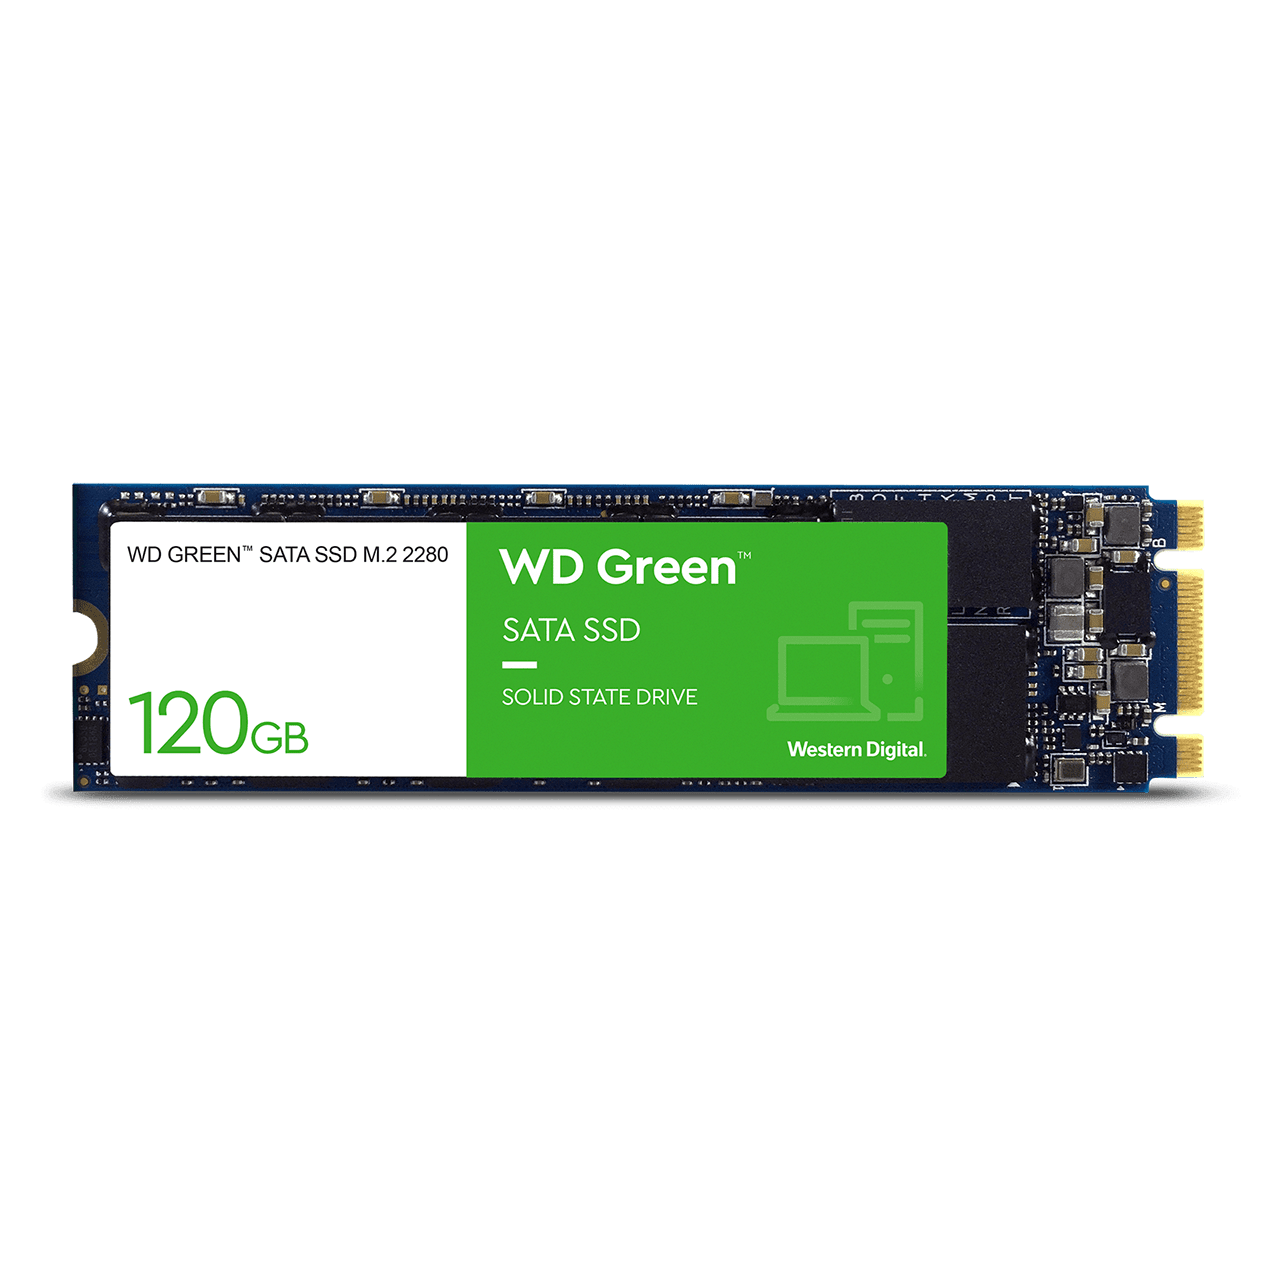 WD GREEN™ SATA SSD M.2 2280
120GB
WD Green™
SATA SSD
SOLID STATE DRIVE
Western Digital.
B
M